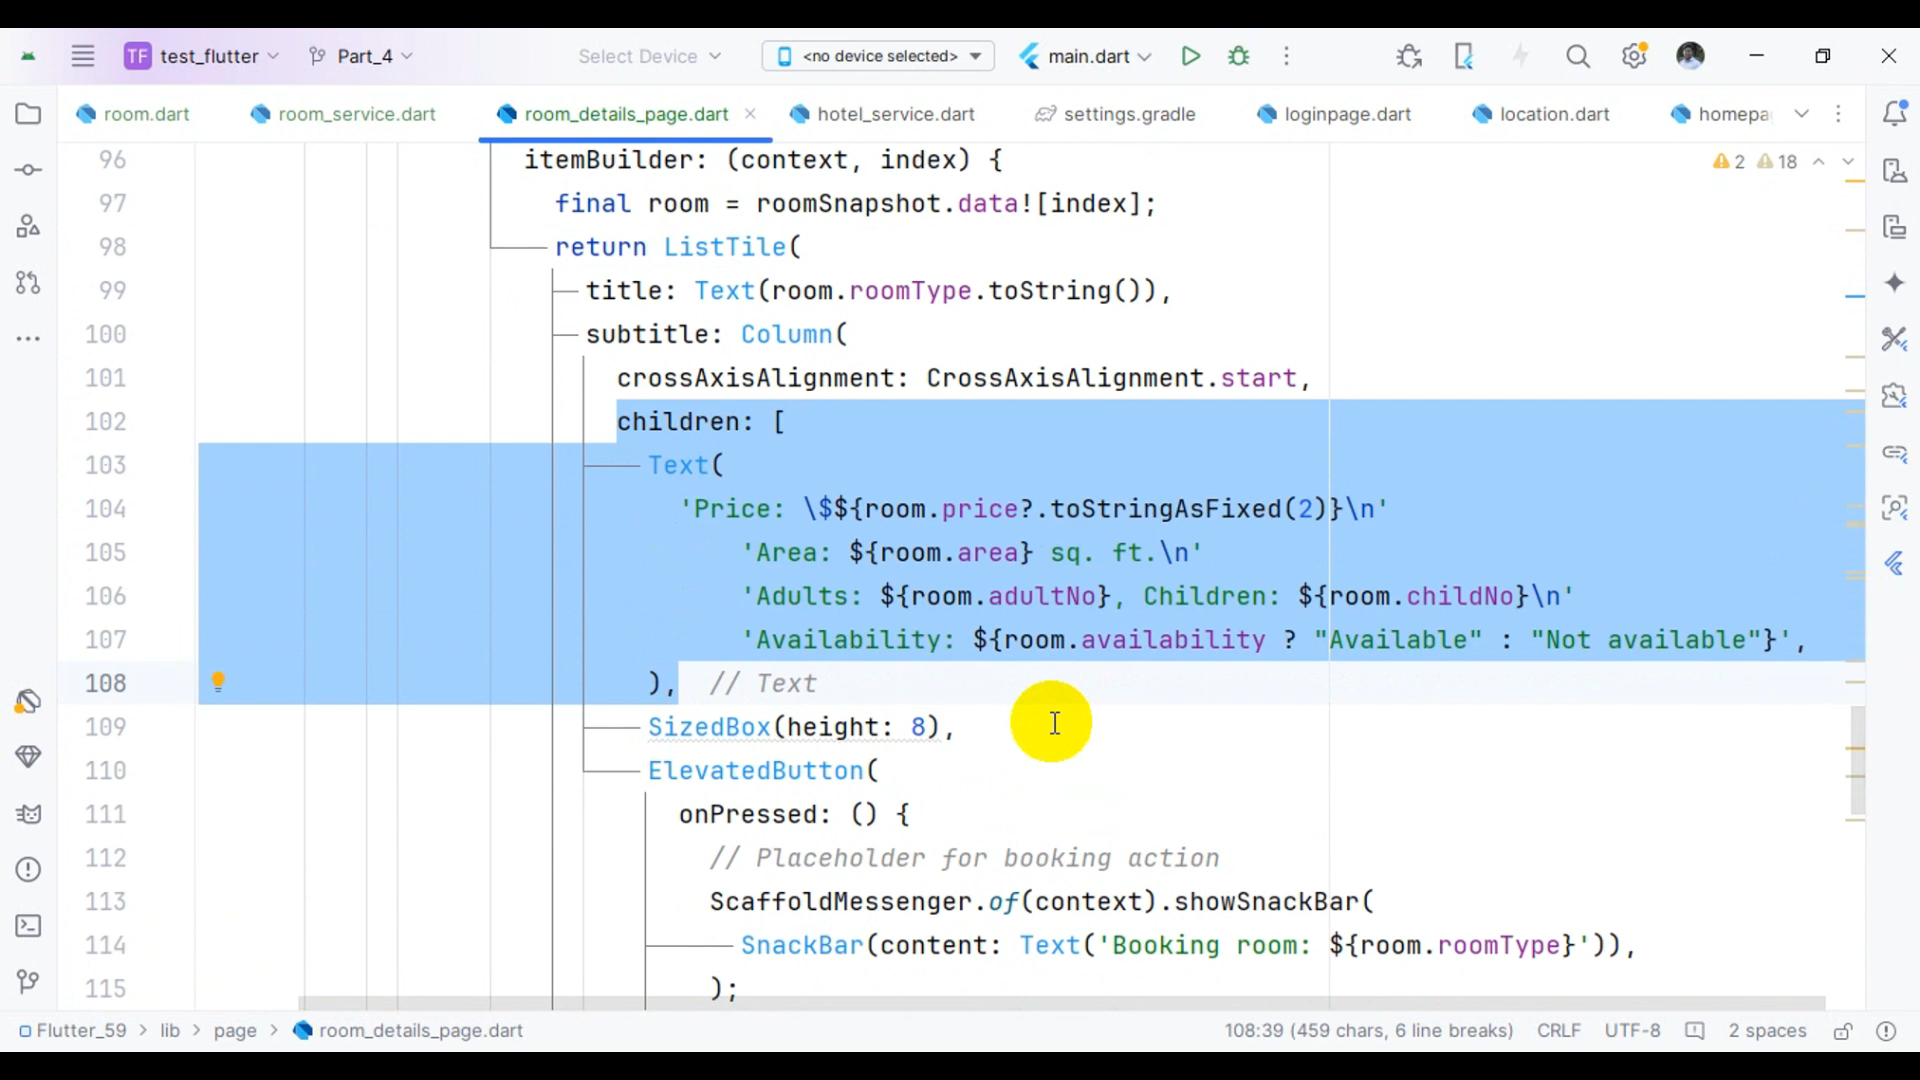 TF test_flutter Part_4 Select Device <no device selected> main.dart
room.dart room_service.dart room_details_page.dart hotel_service.dart settings.gradle loginpage.dart location.dart homepa
2 18
96 itemBuilder: (context, index) {
97 final room = roomSnapshot.data![index];
98 return ListTile(
99 title: Text(room.roomType.toString()),
100 subtitle: Column(
101 crossAxisAlignment: CrossAxisAlignment.start,
102 children: [
103 Text(
104 'Price: \$${room.price?.toStringAsFixed(2)}\n'
105 'Area: ${room.area} sq. ft.\n'
106 'Adults: ${room.adultNo}, Children: ${room.childNo}\n'
107 'Availability: ${room.availability ? "Available" : "Not available"}',
108 ), // Text
109 SizedBox(height: 8),
110 ElevatedButton(
111 onPressed: () {
112 // Placeholder for booking action
113 ScaffoldMessenger.of(context).showSnackBar(
114 SnackBar(content: Text('Booking room: ${room.roomType}')),
115 );
Flutter_59 > lib > page > room_details_page.dart 108:39 (459 chars, 6 line breaks) CRLF UTF-8 2 spaces